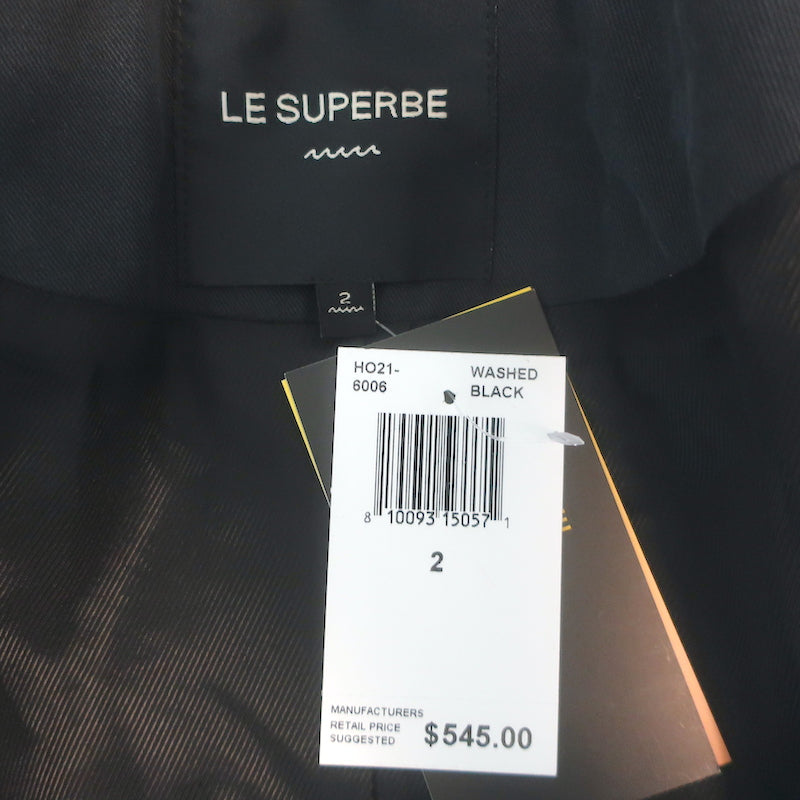 LE SUPERBE
2
HO21-
6006
WASHED
BLACK
8 10093 15057 1
2
MANUFACTURERS
RETAIL PRICE
SUGGESTED
$545.00